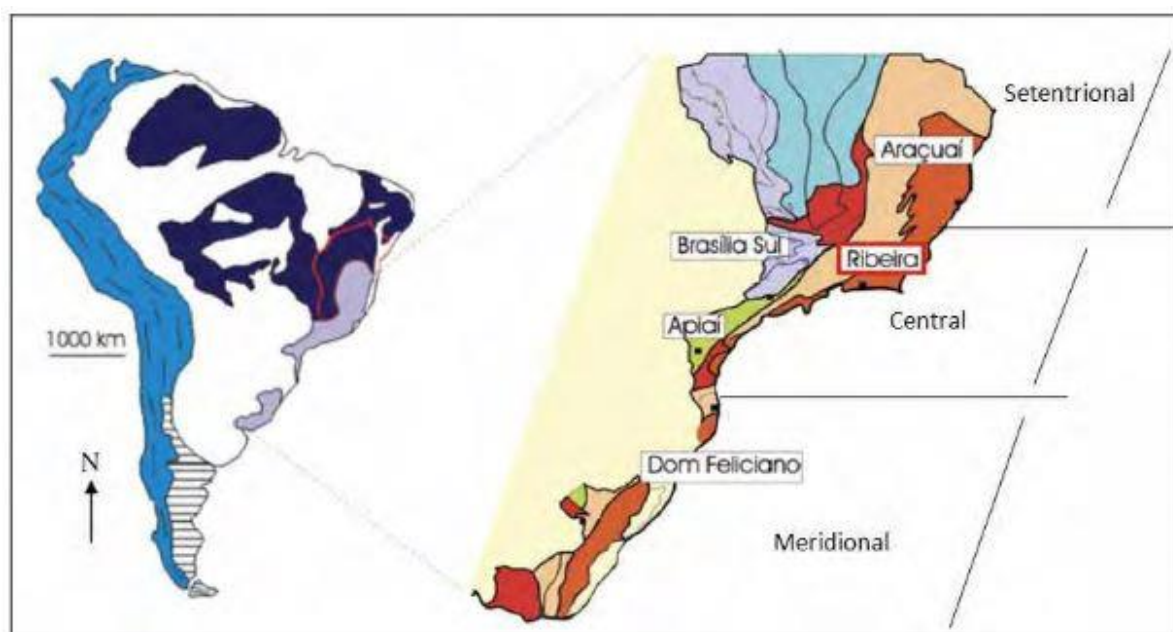 Setentrional
Araçuaí
Brasília Sul
Ribeira
1000 km
Central
Apiaí
N
Dom Feliciano
Meridional